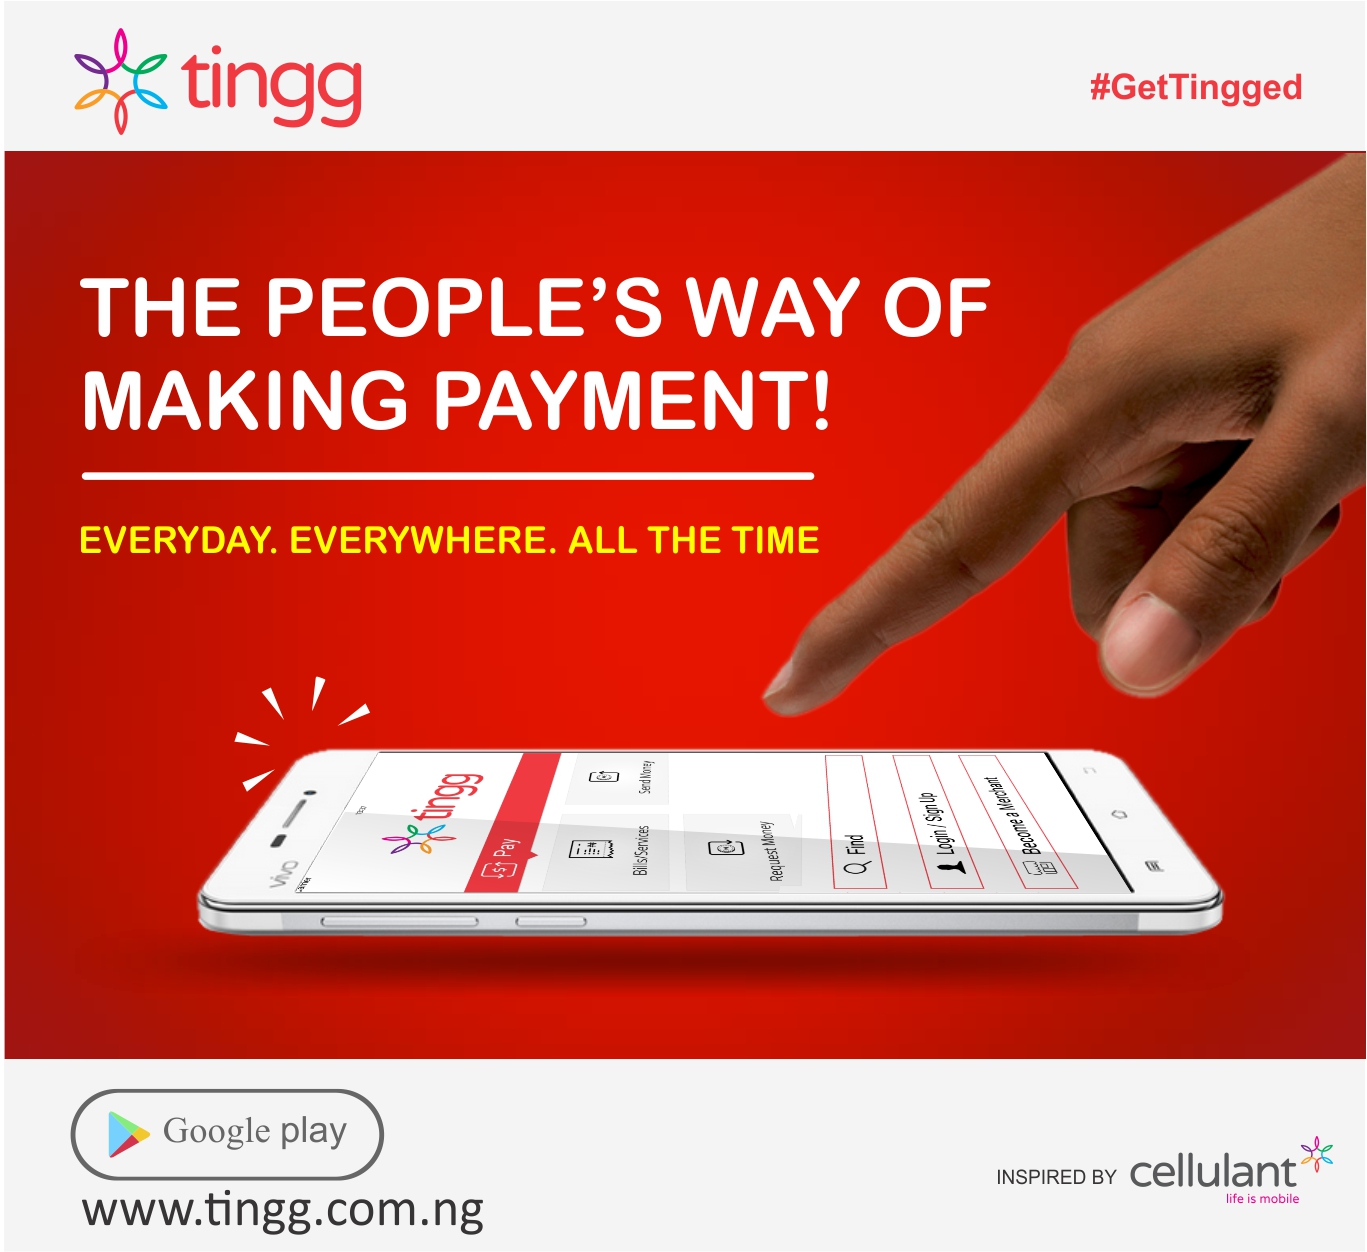 tingg
#GetTingged
THE PEOPLE’S WAY OF
MAKING PAYMENT!
EVERYDAY. EVERYWHERE. ALL THE TIME
vivo
tingg
Pay
Send Money
Bills/Services
Request Money
Find
Login / Sign Up
Become a Merchant
Google play
www.tingg.com.ng
INSPIRED BY cellulant
life is mobile